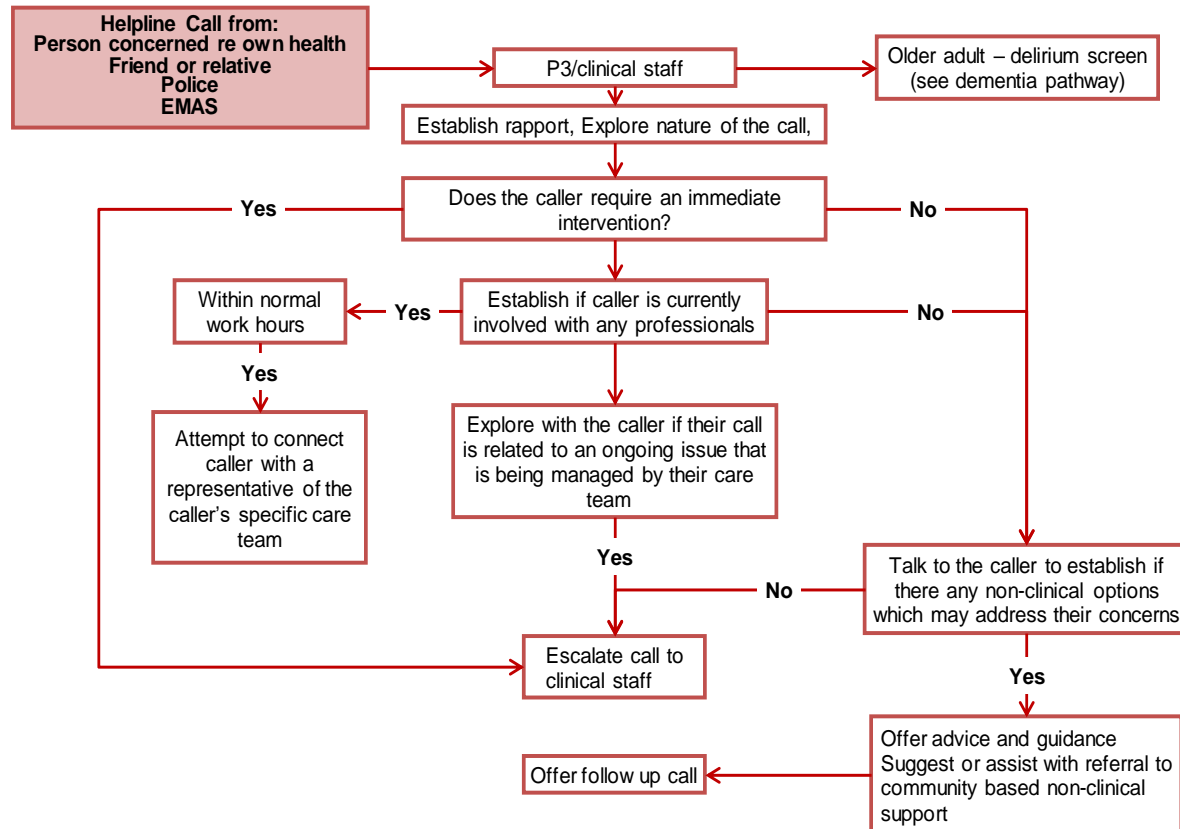 Helpline Call from:
Person concerned re own health
Friend or relative
Police
EMAS
P3/clinical staff
Older adult – delirium screen
(see dementia pathway)
Establish rapport, Explore nature of the call,
Yes
Does the caller require an immediate
intervention?
No
Within normal
work hours
Yes
Establish if caller is currently
involved with any professionals
No
Yes
Attempt to connect
caller with a
representative of the
caller's specific care
team
Explore with the caller if their call
is related to an ongoing issue that
is being managed by their care
team
Yes
No
Talk to the caller to establish if
there any non-clinical options
which may address their concerns
Escalate call to
clinical staff
Yes
Offer advice and guidance
Suggest or assist with referral to
community based non-clinical
support
Offer follow up call